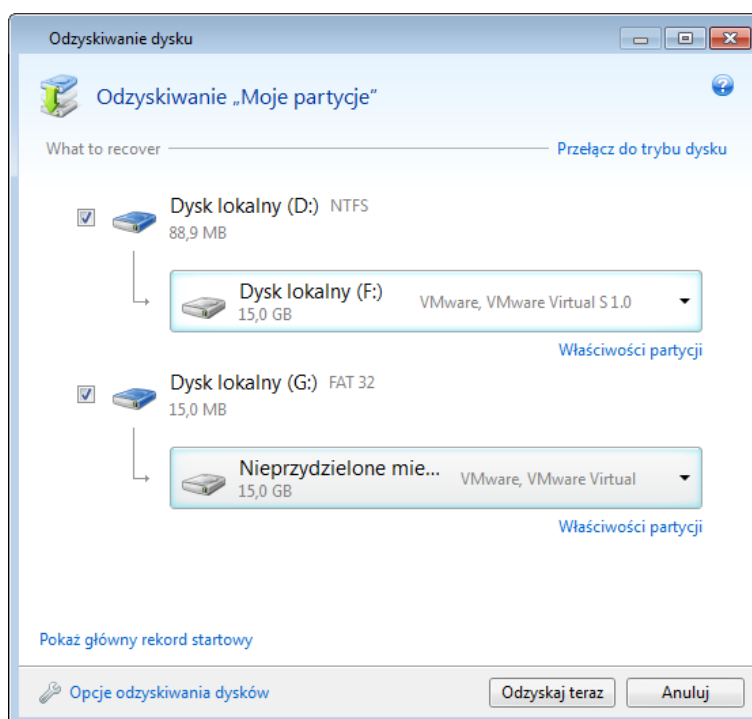 Odzyskiwanie dysku
Odzyskiwanie „Moje partycje”
What to recover Przełącz do trybu dysku
Dysk lokalny (D:) NTFS
88,9 MB
Dysk lokalny (F:) VMware, VMware Virtual S 1.0
15,0 GB
Właściwości partycji
Dysk lokalny (G:) FAT 32
15,0 MB
Nieprzydzielone mie... VMware, VMware Virtual
15,0 GB
Właściwości partycji
Pokaż główny rekord startowy
Opcje odzyskiwania dysków Odzyskaj teraz Anuluj